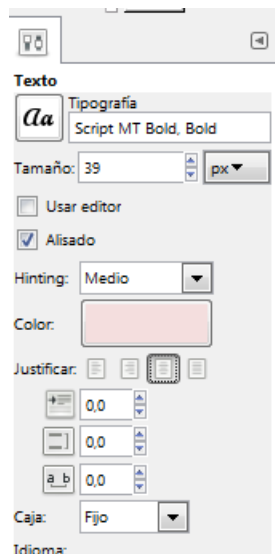 Texto
Aa
Tipografía
Script MT Bold, Bold
Tamaño: 39 px
Usar editor
Alisado
Hinting: Medio
Color:
Justificar:
0,0
0,0
a b 0,0
Caja: Fijo
Idioma: